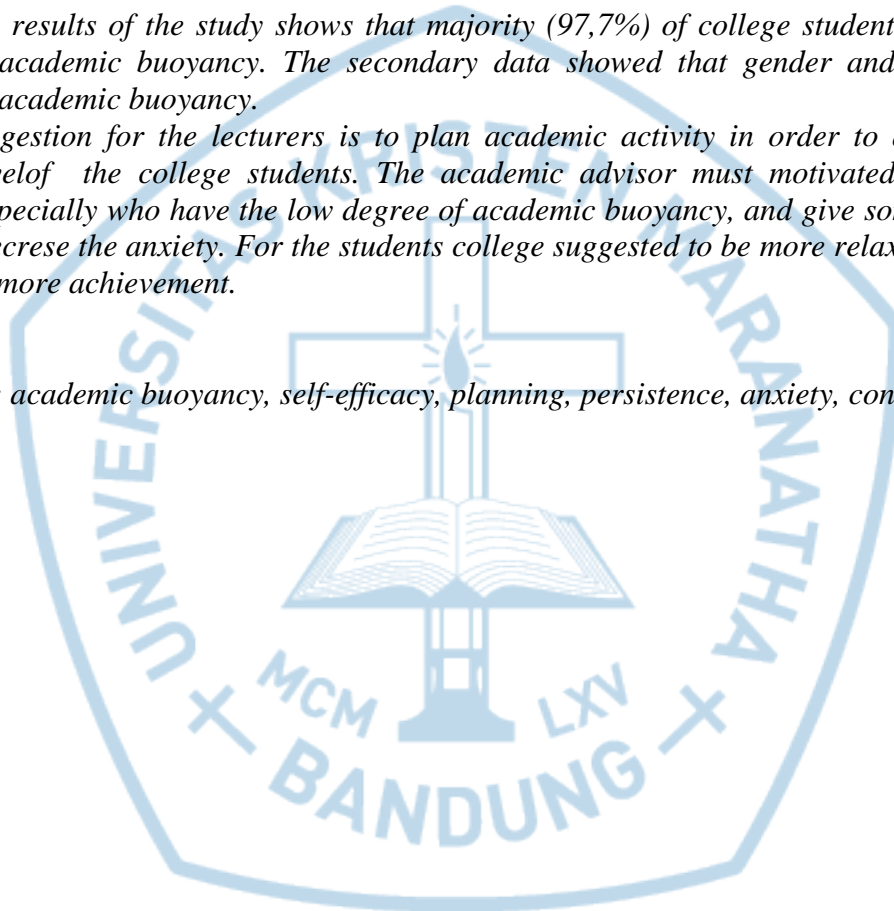 results of the study shows that majority (97,7%) of college student
academic buoyancy. The secondary data showed that gender and
academic buoyancy.
gestion for the lecturers is to plan academic activity in order to
elof the college students. The academic advisor must motivated
pecially who have the low degree of academic buoyancy, and give so
ecrese the anxiety. For the students college suggested to be more relax
more achievement.
academic buoyancy, self-efficacy, planning, persistence, anxiety, con
UNIVERSITAS KRISTEN MARANATHA
MCM LXV
BANDUNG